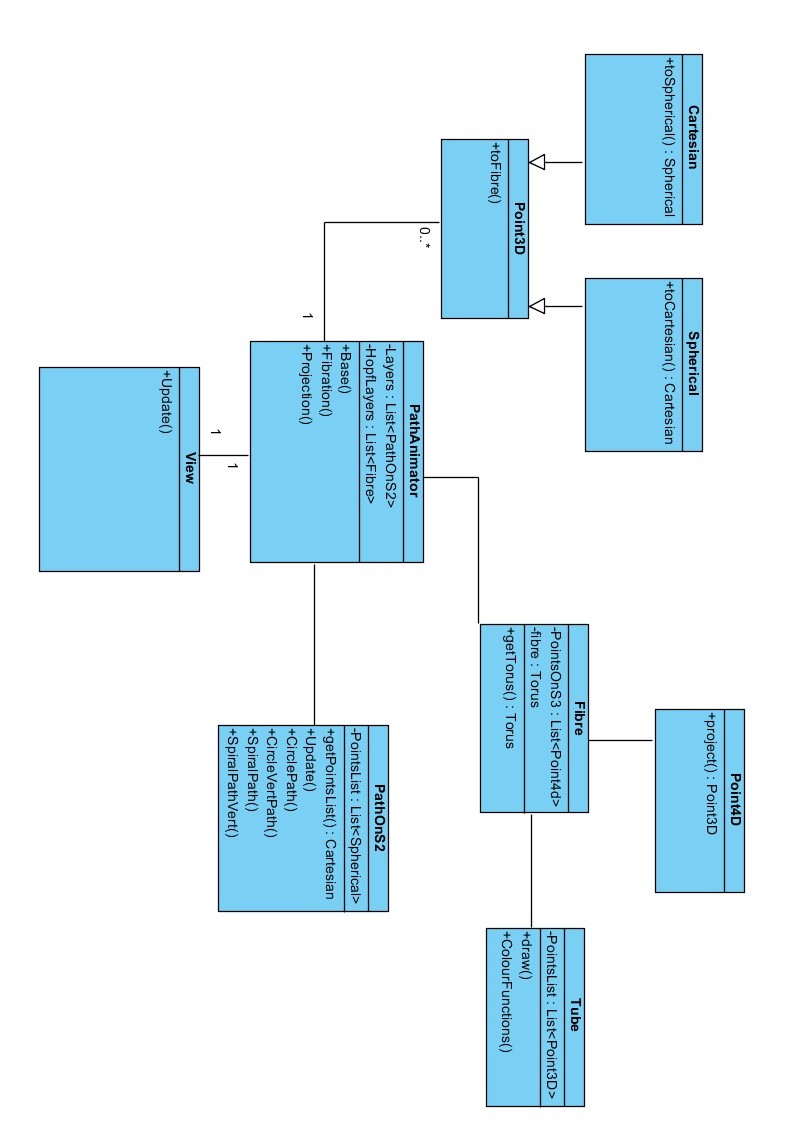 Cartesian
+toSpherical() : Spherical
Spherical
+toCartesian() : Cartesian
Point4D
+project() : Point3D
Point3D
+toFibre()
0..*
1
Fibre
-PointsOnS3 : List<Point4d>
-fibre : Torus
+getTorus() : Torus
Tube
-PointsList : List<Point3D>
+draw()
+ColourFunctions()
PathAnimator
-Layers : List<PathOnS2>
-HopfLayers : List<Fibre>
+Base()
+Fibration()
+Projection()
1
1
PathOnS2
-PointsList : List<Spherical>
+getPointsList() : Cartesian
+Update()
+CirclePath()
+CircleVertPath()
+SpiralPath()
+SpiralPathVert()
View
+Update()